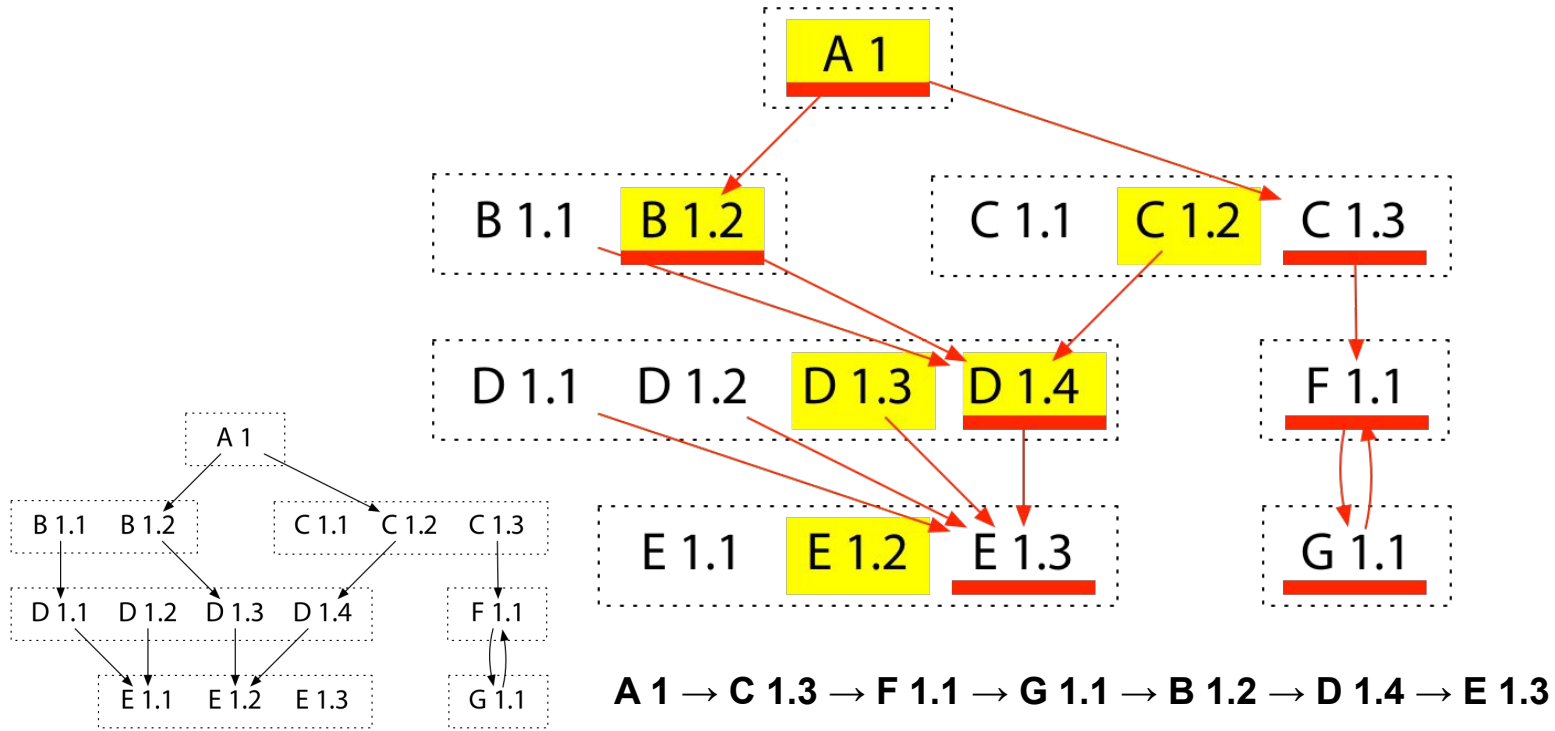 A 1
B 1.1 B 1.2 C 1.1 C 1.2 C 1.3
D 1.1 D 1.2 D 1.3 D 1.4 F 1.1
E 1.1 E 1.2 E 1.3 G 1.1
A 1
B 1.1 B 1.2 C 1.1 C 1.2 C 1.3
D 1.1 D 1.2 D 1.3 D 1.4 F 1.1
E 1.1 E 1.2 E 1.3 G 1.1
A 1 → C 1.3 → F 1.1 → G 1.1 → B 1.2 → D 1.4 → E 1.3